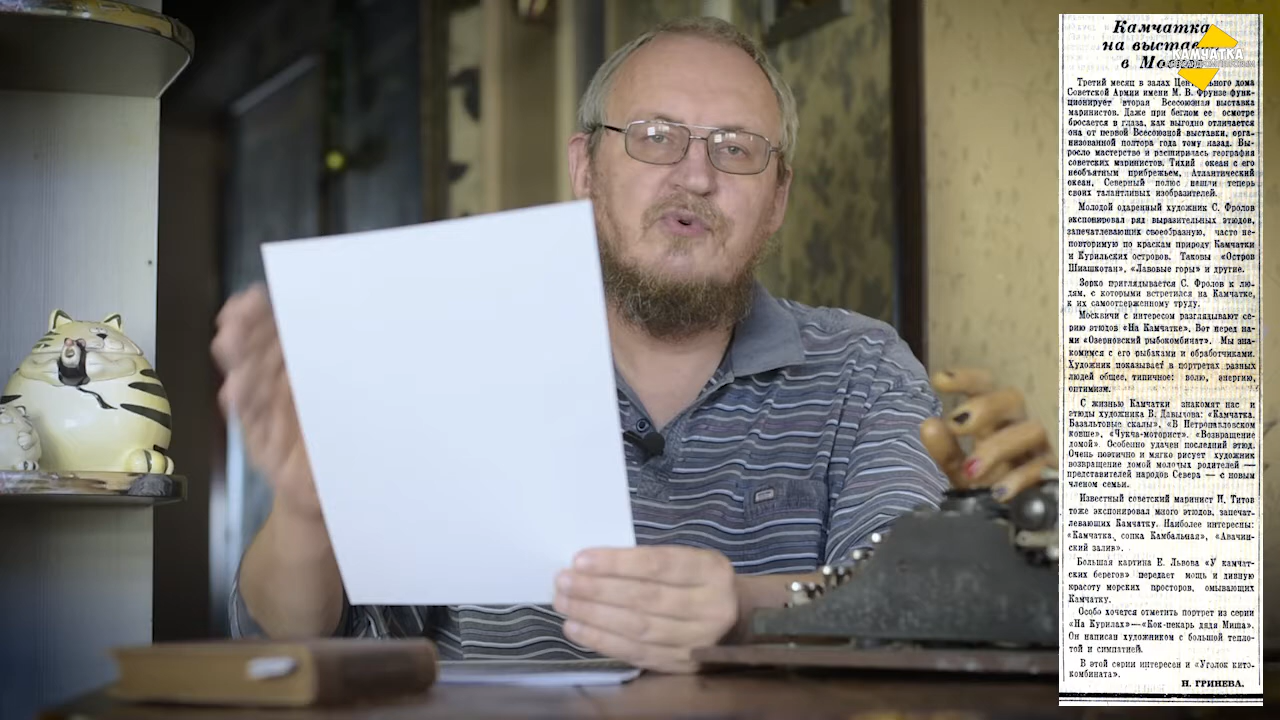 Камчатка
на выставке
в Москве
КАМЧАТКА
Третий месяц в залах Центрального дома
Советской Армии имени М. В. Фрунзе функ-
ционирует вторая Всесоюзная выставка
маринистов. Даже при беглом ее осмотре
бросается в глаза, как выгодно отличается
она от первой Всесоюзной выставки, орга-
низованной полтора года тому назад. Вы-
росло мастерство и расширилась география
советских маринистов. Тихий океан с его
необъятным прибрежьем, Атлантический
океан, Северный полюс нашли теперь
своих талантливых изобразителей.
Молодой одаренный художник С. Фролов
экспонировал ряд выразительных этюдов,
запечатлевающих своеобразную, часто не-
повторимую по краскам природу Камчатки
и Курильских островов. Таковы «Остров
Шиашкотан», «Лавовые горы» и другие.
Зорко приглядывается С. Фролов к лю-
дям, с которыми встретился на Камчатке,
к их самоотверженному труду.
Москвичи с интересом разглядывают се-
рию этюдов «На Камчатке». Вот перед на-
ми «Озерновский рыбокомбинат». Мы зна-
комимся с его рыбаками и обработчиками.
Художник показывает в портретах разных
людей общее, типичное: волю, энергию,
оптимизм.
С жизнью Камчатки знакомят нас и
этюды художника В. Давыдова: «Камчатка.
Базальтовые скалы», «В Петропавловском
ковше», «Чукча-моторист». «Возвращение
домой». Особенно удачен последний этюд.
Очень поэтично и мягко рисует художник
возвращение домой молодых родителей —
представителей народов Севера — с новым
членом семьи.
Известный советский маринист И. Титов
тоже экспонировал много этюдов, запечат-
левающих Камчатку. Наиболее интересны:
«Камчатка, сопка Камбальная», «Авачин-
ский залив».
Большая картина Е. Львова «У камчат-
ских берегов» передает мощь и дивную
красоту морских просторов, омывающих
Камчатку.
Особо хочется отметить портрет из серии
«На Курилах»—«Кок-пекарь дядя Миша».
Он написан художником с большой тепло-
той и симпатией.
В этой серии интересен и «Уголок кито-
комбината».
Н. ГРИНЕВА.